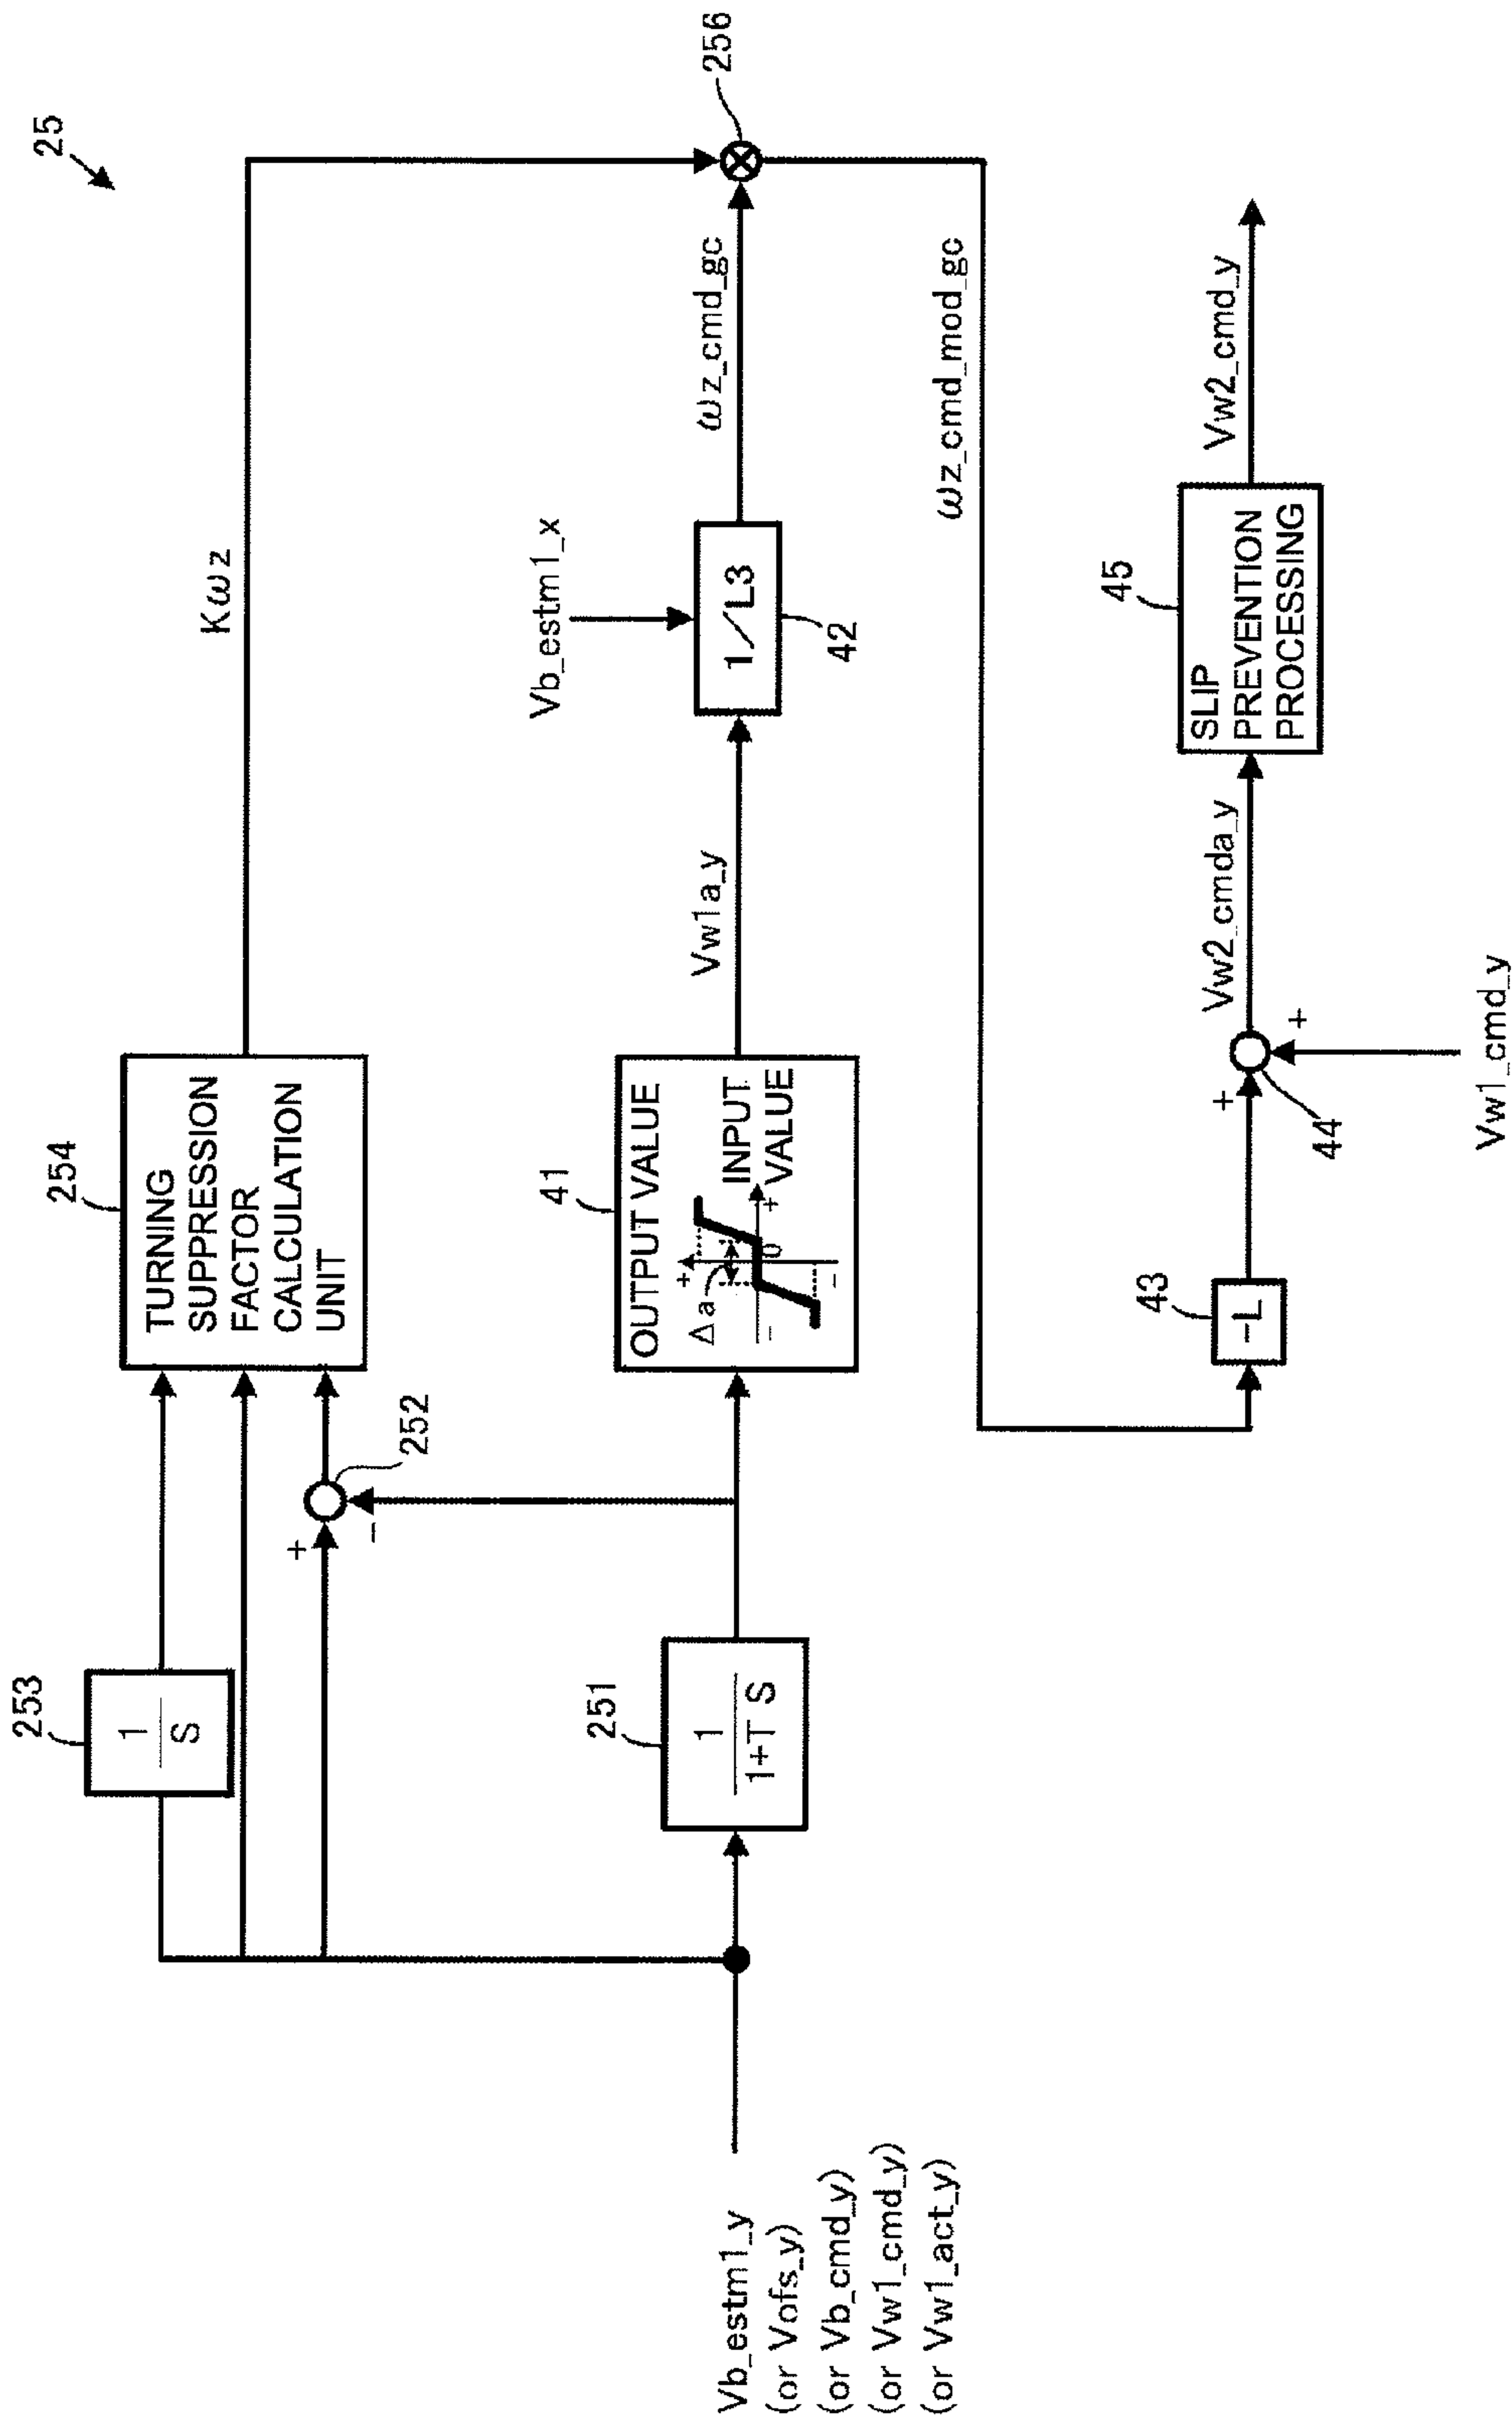 25
253
1
S
254
TURNING
SUPPRESSION
FACTOR
CALCULATION
UNIT
Kωz
252
+
-
251
1
1+T S
41
OUTPUT VALUE
+
Δa
0
+
-
-
INPUT
VALUE
Vw1a_y
Vb_estm1_x
1/L3
42
ωz_cmd_gc
256
Vb_estm1_y
(or Vofs_y)
(or Vb_cmd_y)
(or Vw1_cmd_y)
(or Vw1_act_y)
ωz_cmd_mod_gc
43
-L
+
+
44
Vw1_cmd_y
Vw2_cmda_y
45
SLIP
PREVENTION
PROCESSING
Vw2_cmd_y